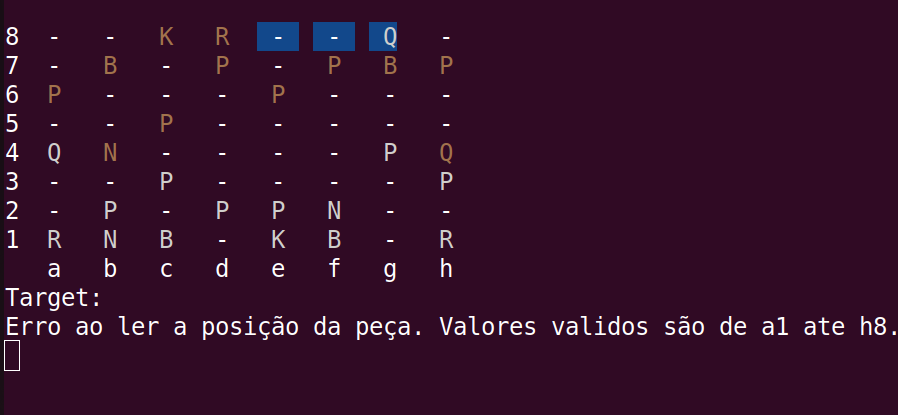 8 - - K R - - Q -
7 - B - P - P B P
6 P - - - P - - -
5 - - P - - - - -
4 Q N - - - - P Q
3 - - P - - - - P
2 - P - P P N - -
1 R N B - K B - R
a b c d e f g h
Target:
Erro ao ler a posição da peça. Valores validos são de a1 ate h8.